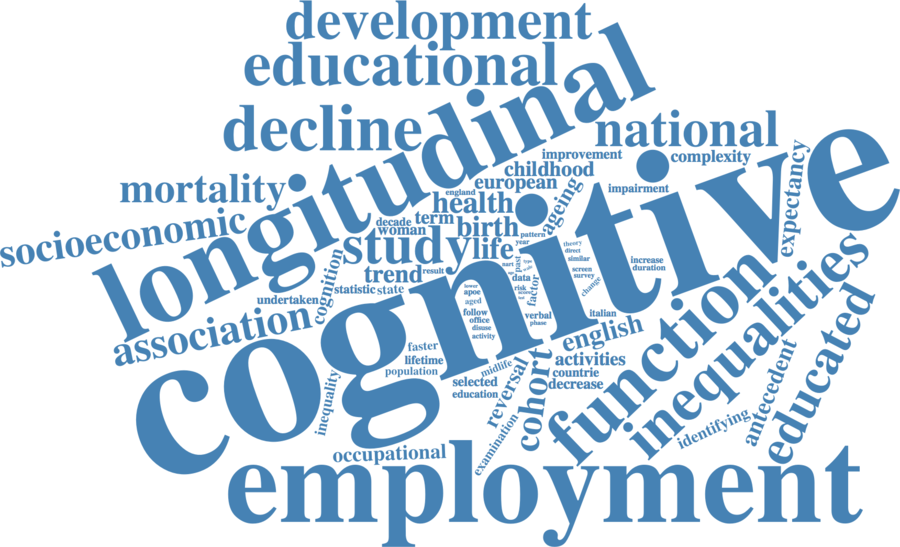 development
educational
longitudinal
decline
national
cognitive
improvement
complexity
mortality
childhood
european
impairment
expectancy
england
health
ageing
socioeconomic
decade
term
birth
woman
pattern
year
study
life
theory
direct
similar
trend
result
past
cognition
statistic
state
data
risk
factor
screen
survey
change
increase
duration
undertaken
lower
apoe
aged
association
follow
office
disuse
activity
verbal
phase
italian
english
function
inequalities
educated
faster
lifetime
population
midlife
activities
selected
education
reversal
cohort
countrie
decrease
inequality
antecedent
identifying
occupational
examination
employment